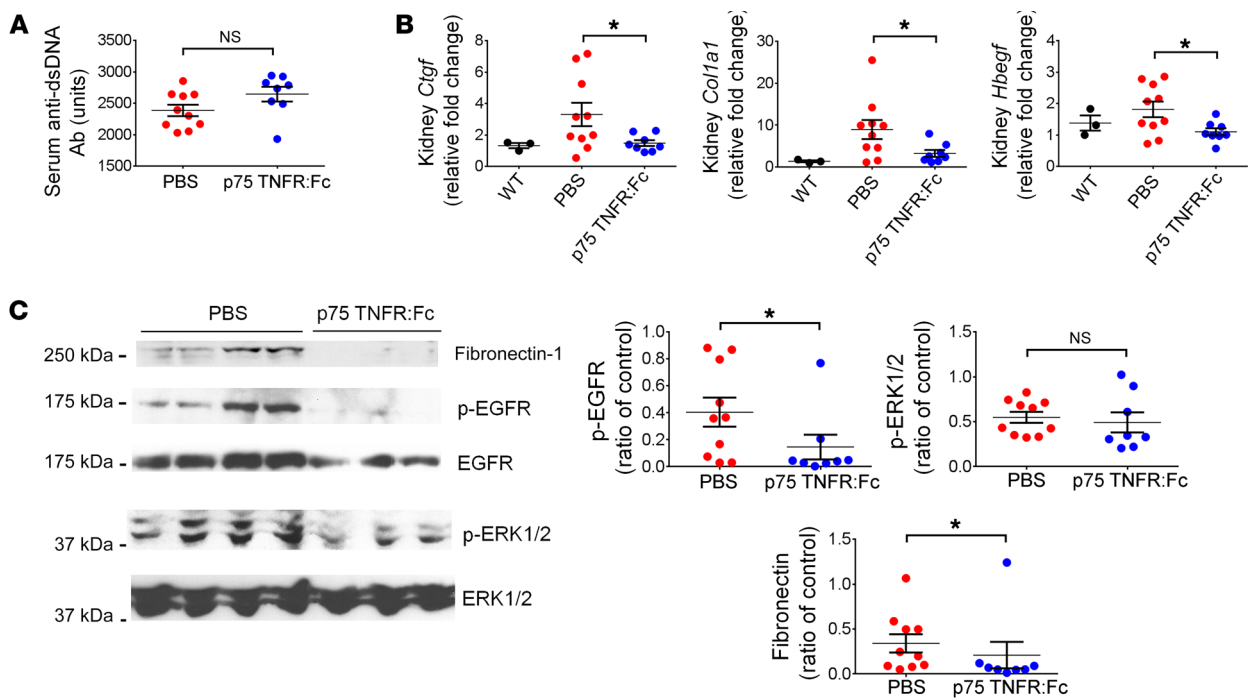 A
Serum anti-dsDNA
Ab (units)
3500
3000
2500
2000
1500
NS
PBS
p75 TNFR:Fc
B
Kidney Ctgf
(relative fold change)
8
6
4
2
0
*
WT
PBS
p75 TNFR:Fc
Kidney Col1a1
(relative fold change)
30
20
10
0
*
WT
PBS
p75 TNFR:Fc
Kidney Hbegf
(relative fold change)
4
3
2
1
0
*
WT
PBS
p75 TNFR:Fc
C
PBS
p75 TNFR:Fc
250 kDa
Fibronectin-1
175 kDa
p-EGFR
175 kDa
EGFR
37 kDa
p-ERK1/2
37 kDa
ERK1/2
p-EGFR
(ratio of control)
1.0
0.8
0.6
0.4
0.2
0.0
*
PBS
p75 TNFR:Fc
p-ERK1/2
(ratio of control)
1.5
1.0
0.5
0.0
NS
PBS
p75 TNFR:Fc
Fibronectin
(ratio of control)
1.5
1.0
0.5
0.0
*
PBS
p75 TNFR:Fc